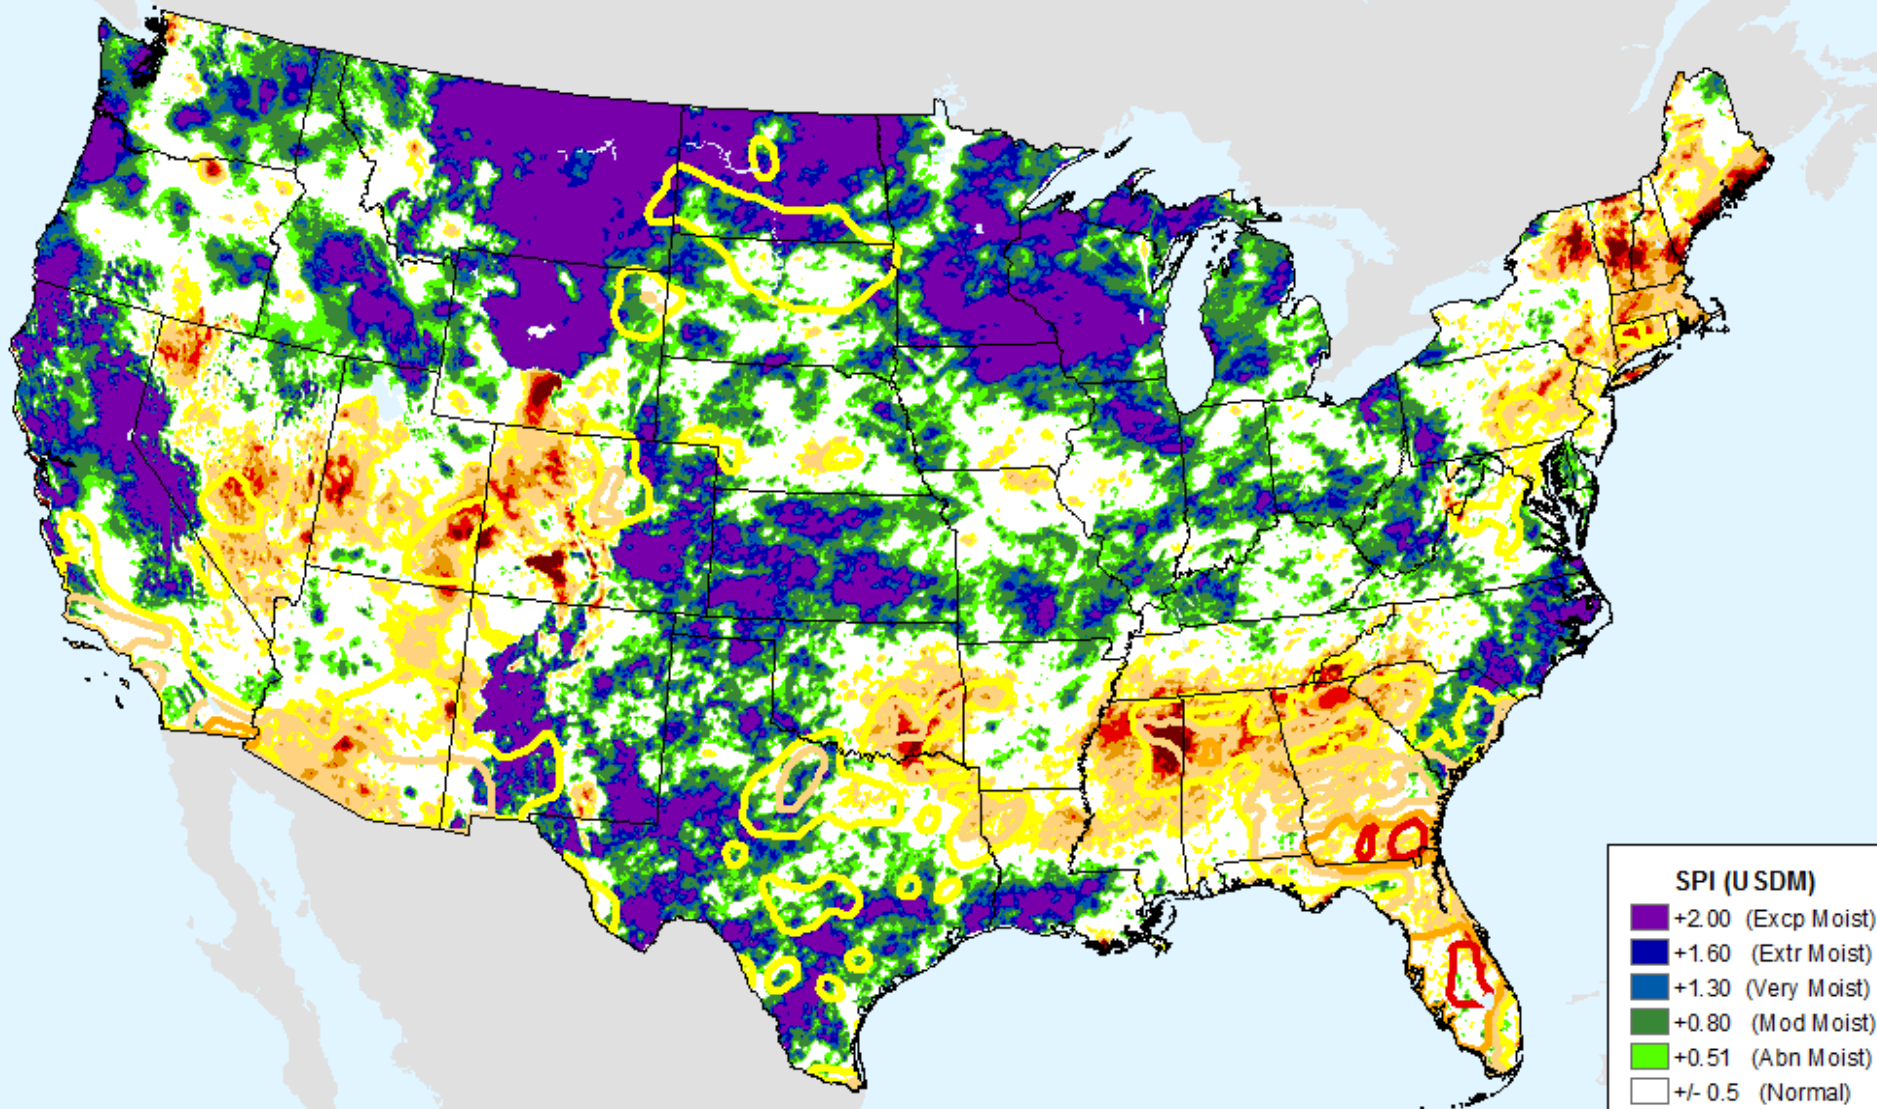 SPI (USDM)
+2.00 (Excp Moist)
+1.60 (Extr Moist)
+1.30 (Very Moist)
+0.80 (Mod Moist)
+0.51 (Abn Moist)
+/- 0.5 (Normal)